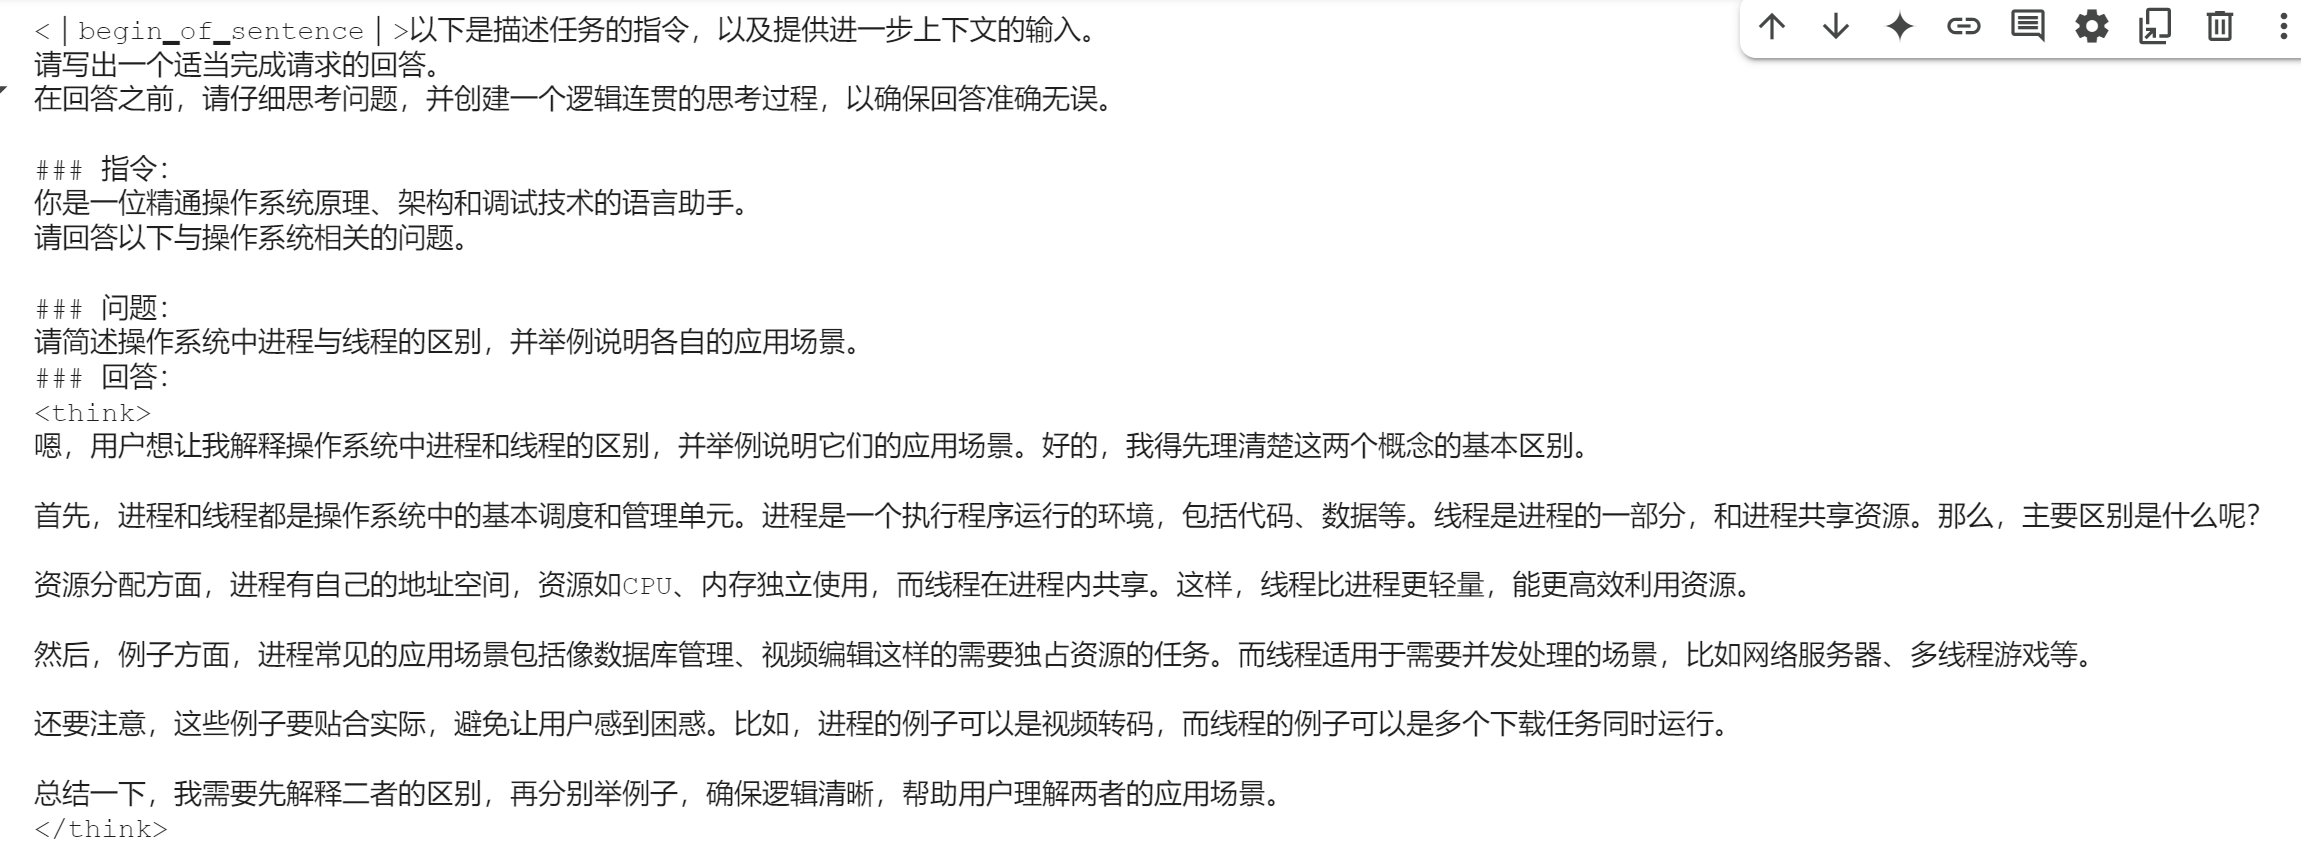 <|begin_of_sentence|>以下是描述任务的指令，以及提供进一步上下文的输入。
请写出一个适当完成请求的回答。
在回答之前，请仔细思考问题，并创建一个逻辑连贯的思考过程，以确保回答准确无误。
### 指令：
你是一位精通操作系统原理、架构和调试技术的语言助手。
请回答以下与操作系统相关的问题。
### 问题：
请简述操作系统中进程与线程的区别，并举例说明各自的应用场景。
### 回答：
<think>
嗯，用户想让我解释操作系统中进程和线程的区别，并举例说明它们的应用场景。好的，我得先理清楚这两个概念的基本区别。
首先，进程和线程都是操作系统中的基本调度和管理单元。进程是一个执行程序运行的环境，包括代码、数据等。线程是进程的一部分，和进程共享资源。那么，主要区别是什么呢？
资源分配方面，进程有自己的地址空间，资源如CPU、内存独立使用，而线程在进程内共享。这样，线程比进程更轻量，能更高效利用资源。
然后，例子方面，进程常见的应用场景包括像数据库管理、视频编辑这样的需要独占资源的任务。而线程适用于需要并发处理的场景，比如网络服务器、多线程游戏等。
还要注意，这些例子要贴合实际，避免让用户感到困惑。比如，进程的例子可以是视频转码，而线程的例子可以是多个下载任务同时运行。
总结一下，我需要先解释二者的区别，再分别举例子，确保逻辑清晰，帮助用户理解两者的应用场景。
</think>